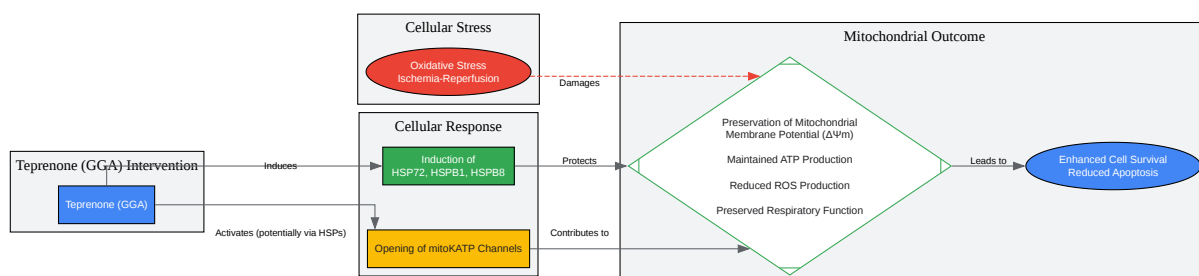 Cellular Stress
Oxidative Stress
Ischemia-Reperfusion
Damages
Mitochondrial Outcome
Cellular Response
Teprenone (GGA) Intervention
Induces
Induction of
HSP72, HSPB1, HSPB8
Protects
Preservation of Mitochondrial
Membrane Potential (ΔΨm)
Maintained ATP Production
Reduced ROS Production
Preserved Respiratory Function
Leads to
Enhanced Cell Survival
Reduced Apoptosis
Teprenone (GGA)
Activates (potentially via HSPs)
Opening of mitoKATP Channels
Contributes to